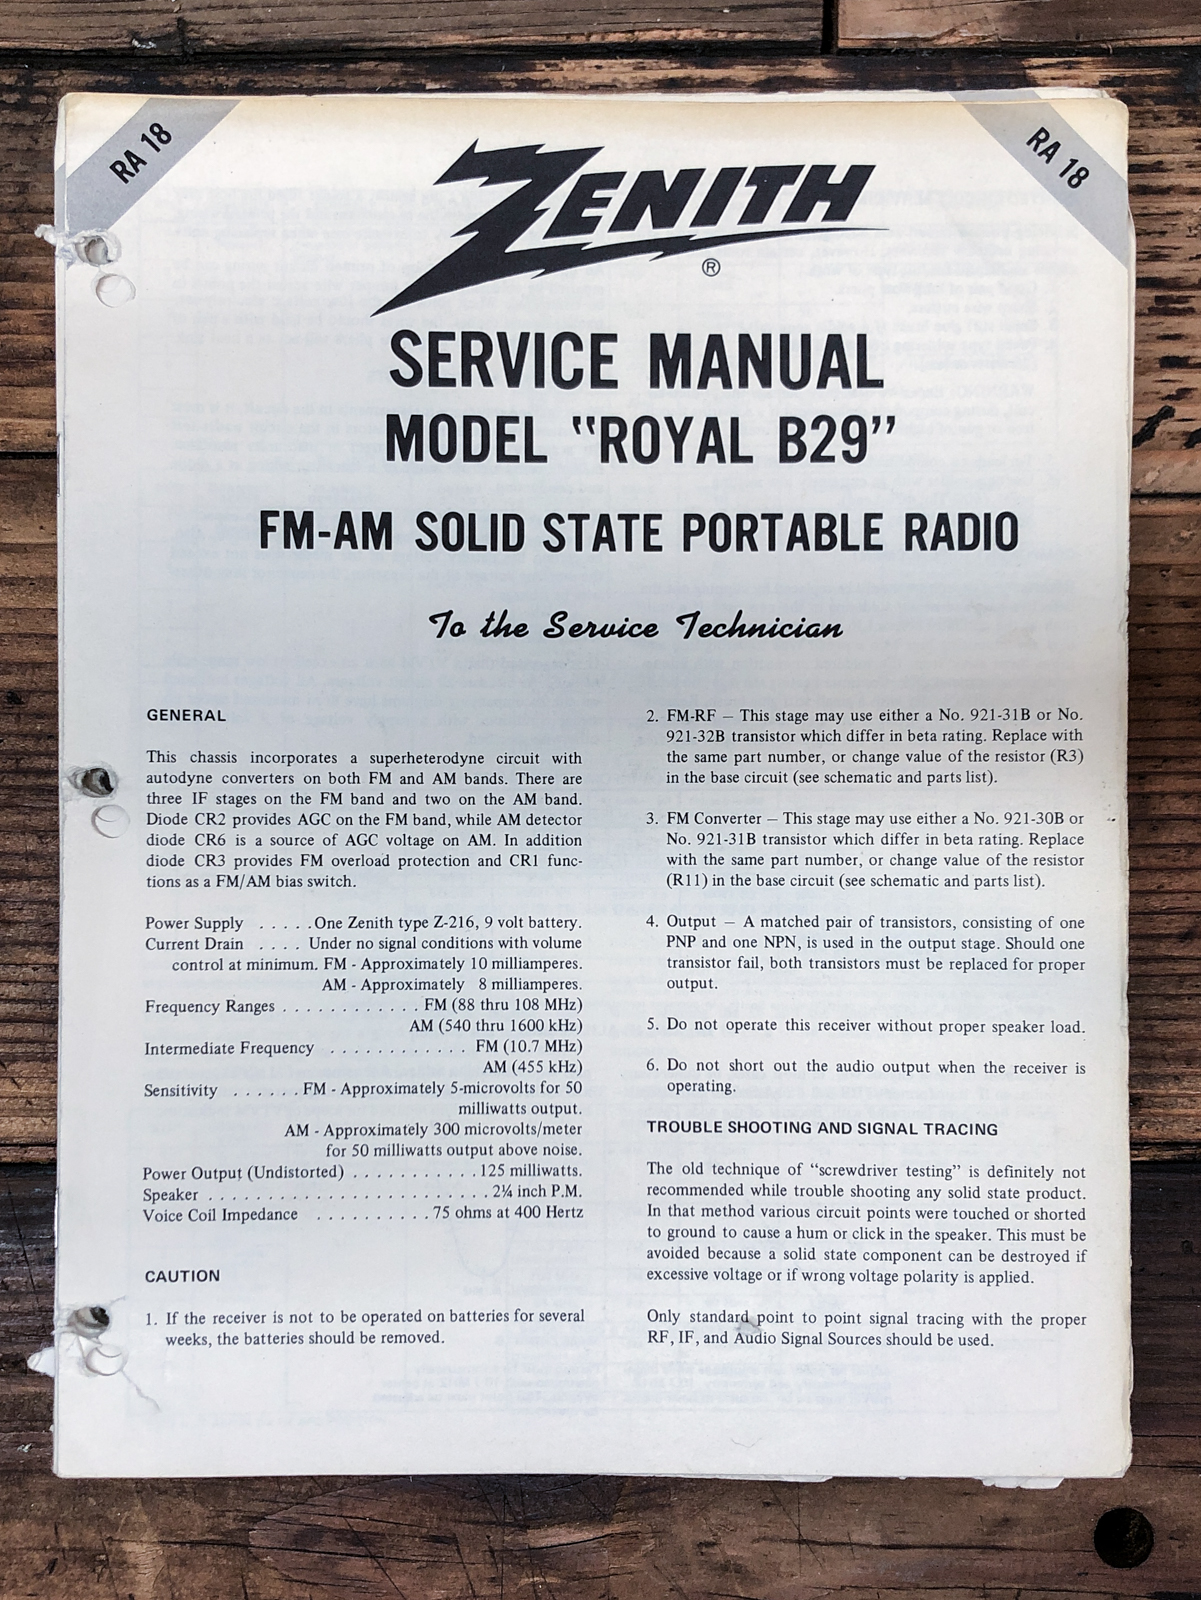 RA 18
RA 18
ZENITH
®
SERVICE MANUAL
MODEL "ROYAL B29"
FM-AM SOLID STATE PORTABLE RADIO
To the Service Technician
GENERAL
This chassis incorporates a superheterodyne circuit with
autodyne converters on both FM and AM bands. There are
three IF stages on the FM band and two on the AM band.
Diode CR2 provides AGC on the FM band, while AM detector
diode CR6 is a source of AGC voltage on AM. In addition
diode CR3 provides FM overload protection and CR1 func-
tions as a FM/AM bias switch.
Power Supply . . . . . One Zenith type Z-216, 9 volt battery.
Current Drain . . . . Under no signal conditions with volume
control at minimum. FM - Approximately 10 milliamperes.
AM - Approximately 8 milliamperes.
Frequency Ranges . . . . . . . . . . . . FM (88 thru 108 MHz)
AM (540 thru 1600 kHz)
Intermediate Frequency . . . . . . . . . . . . FM (10.7 MHz)
AM (455 kHz)
Sensitivity . . . . . . FM - Approximately 5-microvolts for 50
milliwatts output.
AM - Approximately 300 microvolts/meter
for 50 milliwatts output above noise.
Power Output (Undistorted) . . . . . . . . . . . 125 milliwatts.
Speaker . . . . . . . . . . . . . . . . . . . . . . . . . 2¼ inch P.M.
Voice Coil Impedance . . . . . . . . . . 75 ohms at 400 Hertz
CAUTION
1. If the receiver is not to be operated on batteries for several
weeks, the batteries should be removed.
2. FM-RF – This stage may use either a No. 921-31B or No.
921-32B transistor which differ in beta rating. Replace with
the same part number, or change value of the resistor (R3)
in the base circuit (see schematic and parts list).
3. FM Converter – This stage may use either a No. 921-30B or
No. 921-31B transistor which differ in beta rating. Replace
with the same part number, or change value of the resistor
(R11) in the base circuit (see schematic and parts list).
4. Output – A matched pair of transistors, consisting of one
PNP and one NPN, is used in the output stage. Should one
transistor fail, both transistors must be replaced for proper
output.
5. Do not operate this receiver without proper speaker load.
6. Do not short out the audio output when the receiver is
operating.
TROUBLE SHOOTING AND SIGNAL TRACING
The old technique of "screwdriver testing" is definitely not
recommended while trouble shooting any solid state product.
In that method various circuit points were touched or shorted
to ground to cause a hum or click in the speaker. This must be
avoided because a solid state component can be destroyed if
excessive voltage or if wrong voltage polarity is applied.
Only standard point to point signal tracing with the proper
RF, IF, and Audio Signal Sources should be used.